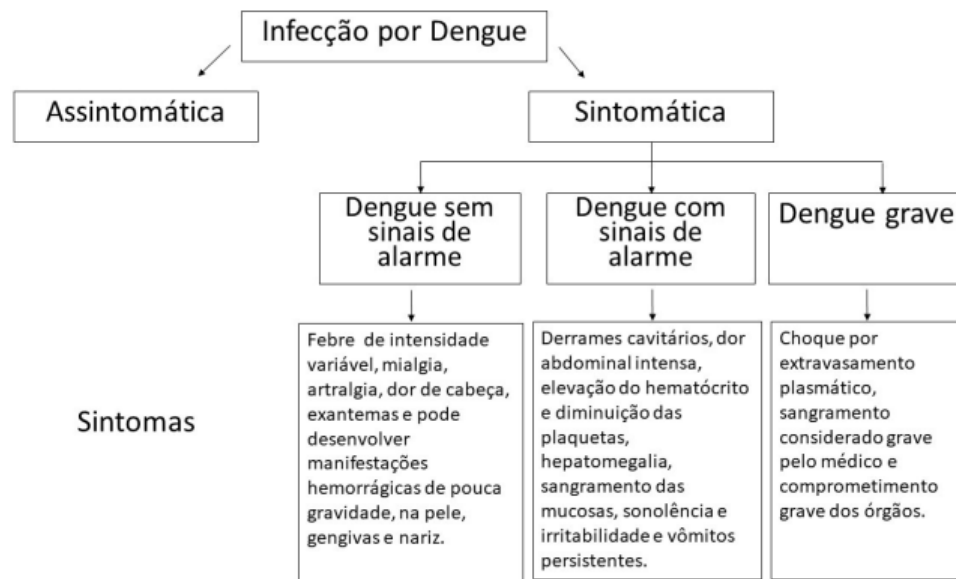 Infecção por Dengue
Assintomática
Sintomática
Dengue sem
sinais de
alarme
Dengue com
sinais de
alarme
Dengue grave
Sintomas
Febre de intensidade
variável, mialgia,
artralgia, dor de cabeça,
exantemas e pode
desenvolver
manifestações
hemorrágicas de pouca
gravidade, na pele,
gengivas e nariz.
Derrames cavitários, dor
abdominal intensa,
elevação do hematócrito
e diminuição das
plaquetas,
hepatomegalia,
sangramento das
mucosas, sonolência e
irritabilidade e vômitos
persistentes.
Choque por
extravasamento
plasmático,
sangramento
considerado grave
pelo médico e
comprometimento
grave dos órgãos.